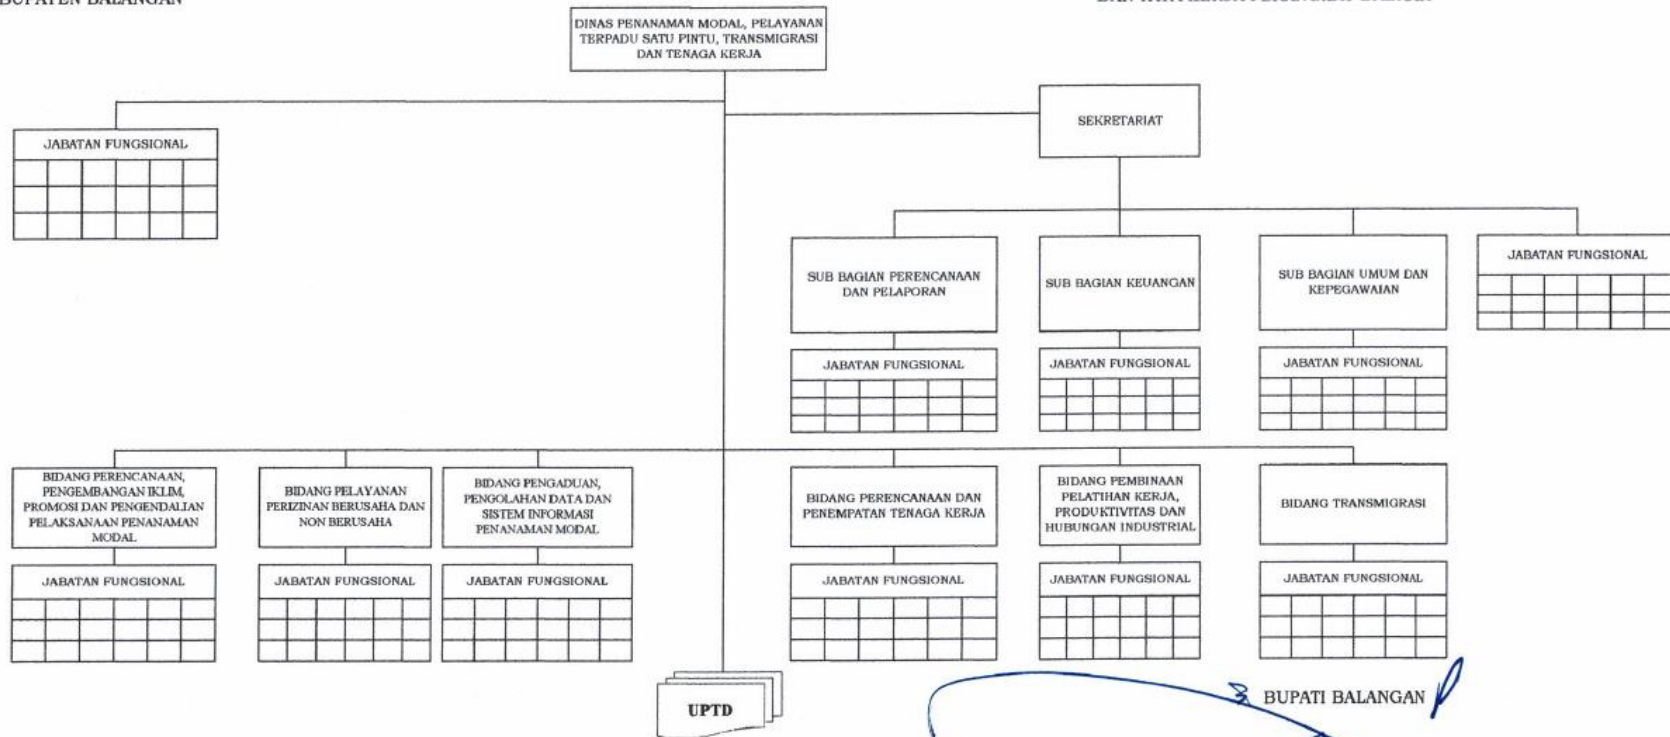 BUPATEN BALANGAN
DINAS PENANAMAN MODAL, PELAYANAN
TERPADU SATU PINTU, TRANSMIGRASI
DAN TENAGA KERJA
JABATAN FUNGSIONAL
SEKRETARIAT
SUB BAGIAN PERENCANAAN
DAN PELAPORAN
SUB BAGIAN KEUANGAN
SUB BAGIAN UMUM DAN
KEPEGAWAIAN
JABATAN FUNGSIONAL
JABATAN FUNGSIONAL
JABATAN FUNGSIONAL
JABATAN FUNGSIONAL
BIDANG PERENCANAAN,
PENGEMBANGAN IKLIM,
PROMOSI DAN PENGENDALIAN
PELAKSANAAN PENANAMAN
MODAL
BIDANG PELAYANAN
PERIZINAN BERUSAHA DAN
NON BERUSAHA
BIDANG PENGADUAN,
PENGOLAHAN DATA DAN
SISTEM INFORMASI
PENANAMAN MODAL
BIDANG PERENCANAAN DAN
PENEMPATAN TENAGA KERJA
BIDANG PEMBINAAN
PELATIHAN KERJA,
PRODUKTIVITAS DAN
HUBUNGAN INDUSTRIAL
BIDANG TRANSMIGRASI
JABATAN FUNGSIONAL
JABATAN FUNGSIONAL
JABATAN FUNGSIONAL
JABATAN FUNGSIONAL
JABATAN FUNGSIONAL
JABATAN FUNGSIONAL
UPTD
BUPATI BALANGAN